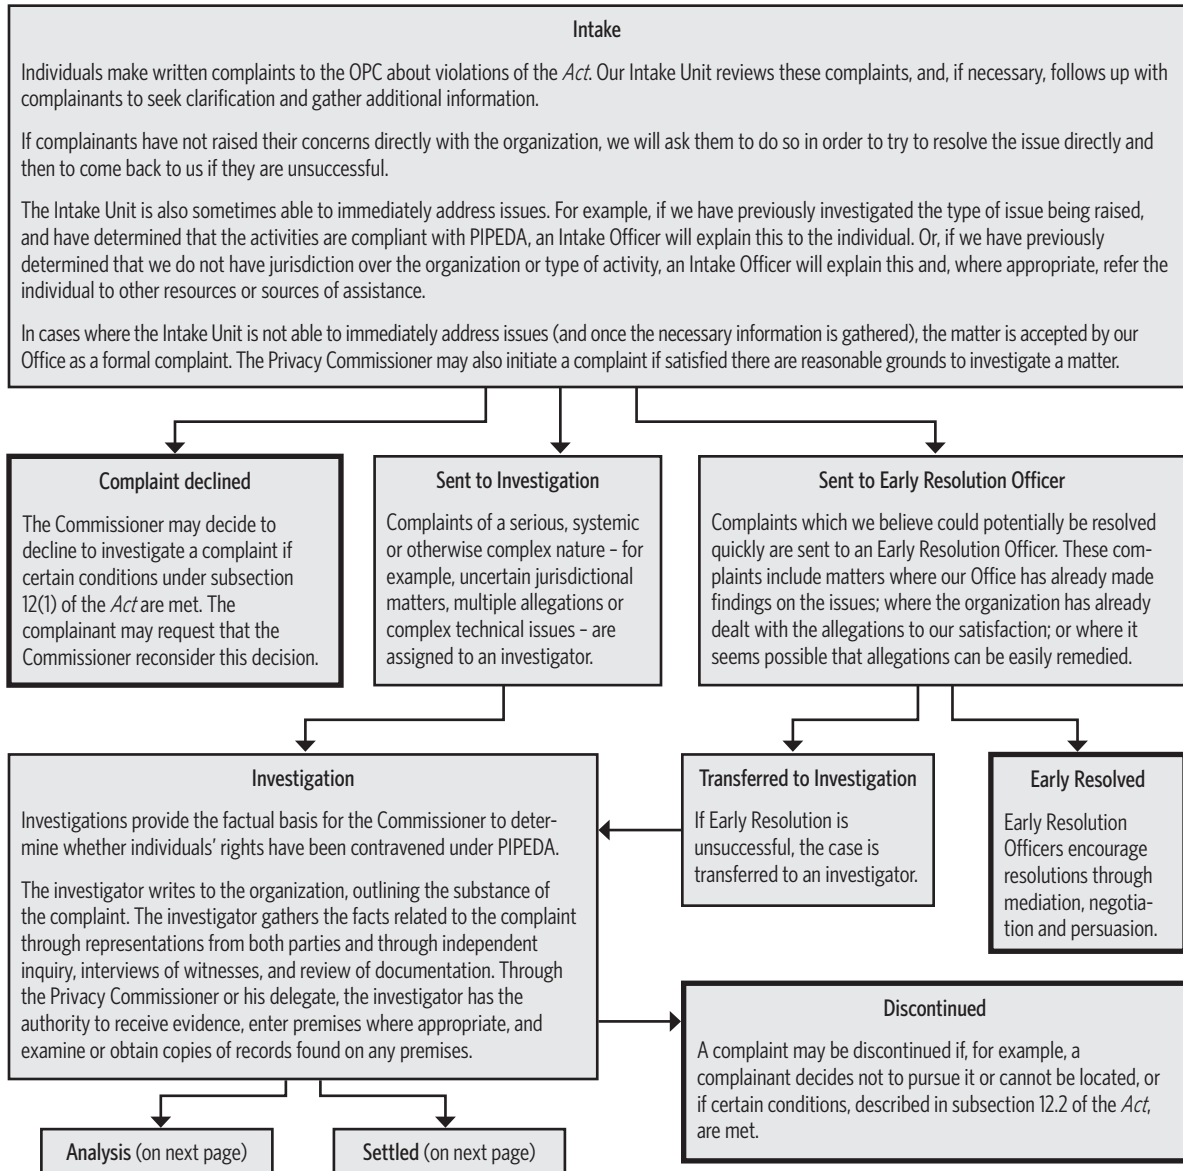 Intake
Individuals make written complaints to the OPC about violations of the Act. Our Intake Unit reviews these complaints, and, if necessary, follows up with
complainants to seek clarification and gather additional information.
If complainants have not raised their concerns directly with the organization, we will ask them to do so in order to try to resolve the issue directly and
then to come back to us if they are unsuccessful.
The Intake Unit is also sometimes able to immediately address issues. For example, if we have previously investigated the type of issue being raised,
and have determined that the activities are compliant with PIPEDA, an Intake Officer will explain this to the individual. Or, if we have previously
determined that we do not have jurisdiction over the organization or type of activity, an Intake Officer will explain this and, where appropriate, refer the
individual to other resources or sources of assistance.
In cases where the Intake Unit is not able to immediately address issues (and once the necessary information is gathered), the matter is accepted by our
Office as a formal complaint. The Privacy Commissioner may also initiate a complaint if satisfied there are reasonable grounds to investigate a matter.
Complaint declined
The Commissioner may decide to
decline to investigate a complaint if
certain conditions under subsection
12(1) of the Act are met. The
complainant may request that the
Commissioner reconsider this decision.
Sent to Investigation
Complaints of a serious, systemic
or otherwise complex nature – for
example, uncertain jurisdictional
matters, multiple allegations or
complex technical issues – are
assigned to an investigator.
Sent to Early Resolution Officer
Complaints which we believe could potentially be resolved
quickly are sent to an Early Resolution Officer. These com-
plaints include matters where our Office has already made
findings on the issues; where the organization has already
dealt with the allegations to our satisfaction; or where it
seems possible that allegations can be easily remedied.
Investigation
Investigations provide the factual basis for the Commissioner to deter-
mine whether individuals' rights have been contravened under PIPEDA.
The investigator writes to the organization, outlining the substance of
the complaint. The investigator gathers the facts related to the complaint
through representations from both parties and through independent
inquiry, interviews of witnesses, and review of documentation. Through
the Privacy Commissioner or his delegate, the investigator has the
authority to receive evidence, enter premises where appropriate, and
examine or obtain copies of records found on any premises.
Transferred to Investigation
If Early Resolution is
unsuccessful, the case is
transferred to an investigator.
Early Resolved
Early Resolution
Officers encourage
resolutions through
mediation, negotia-
tion and persuasion.
Discontinued
A complaint may be discontinued if, for example, a
complainant decides not to pursue it or cannot be located, or
if certain conditions, described in subsection 12.2 of the Act,
are met.
Analysis (on next page)
Settled (on next page)